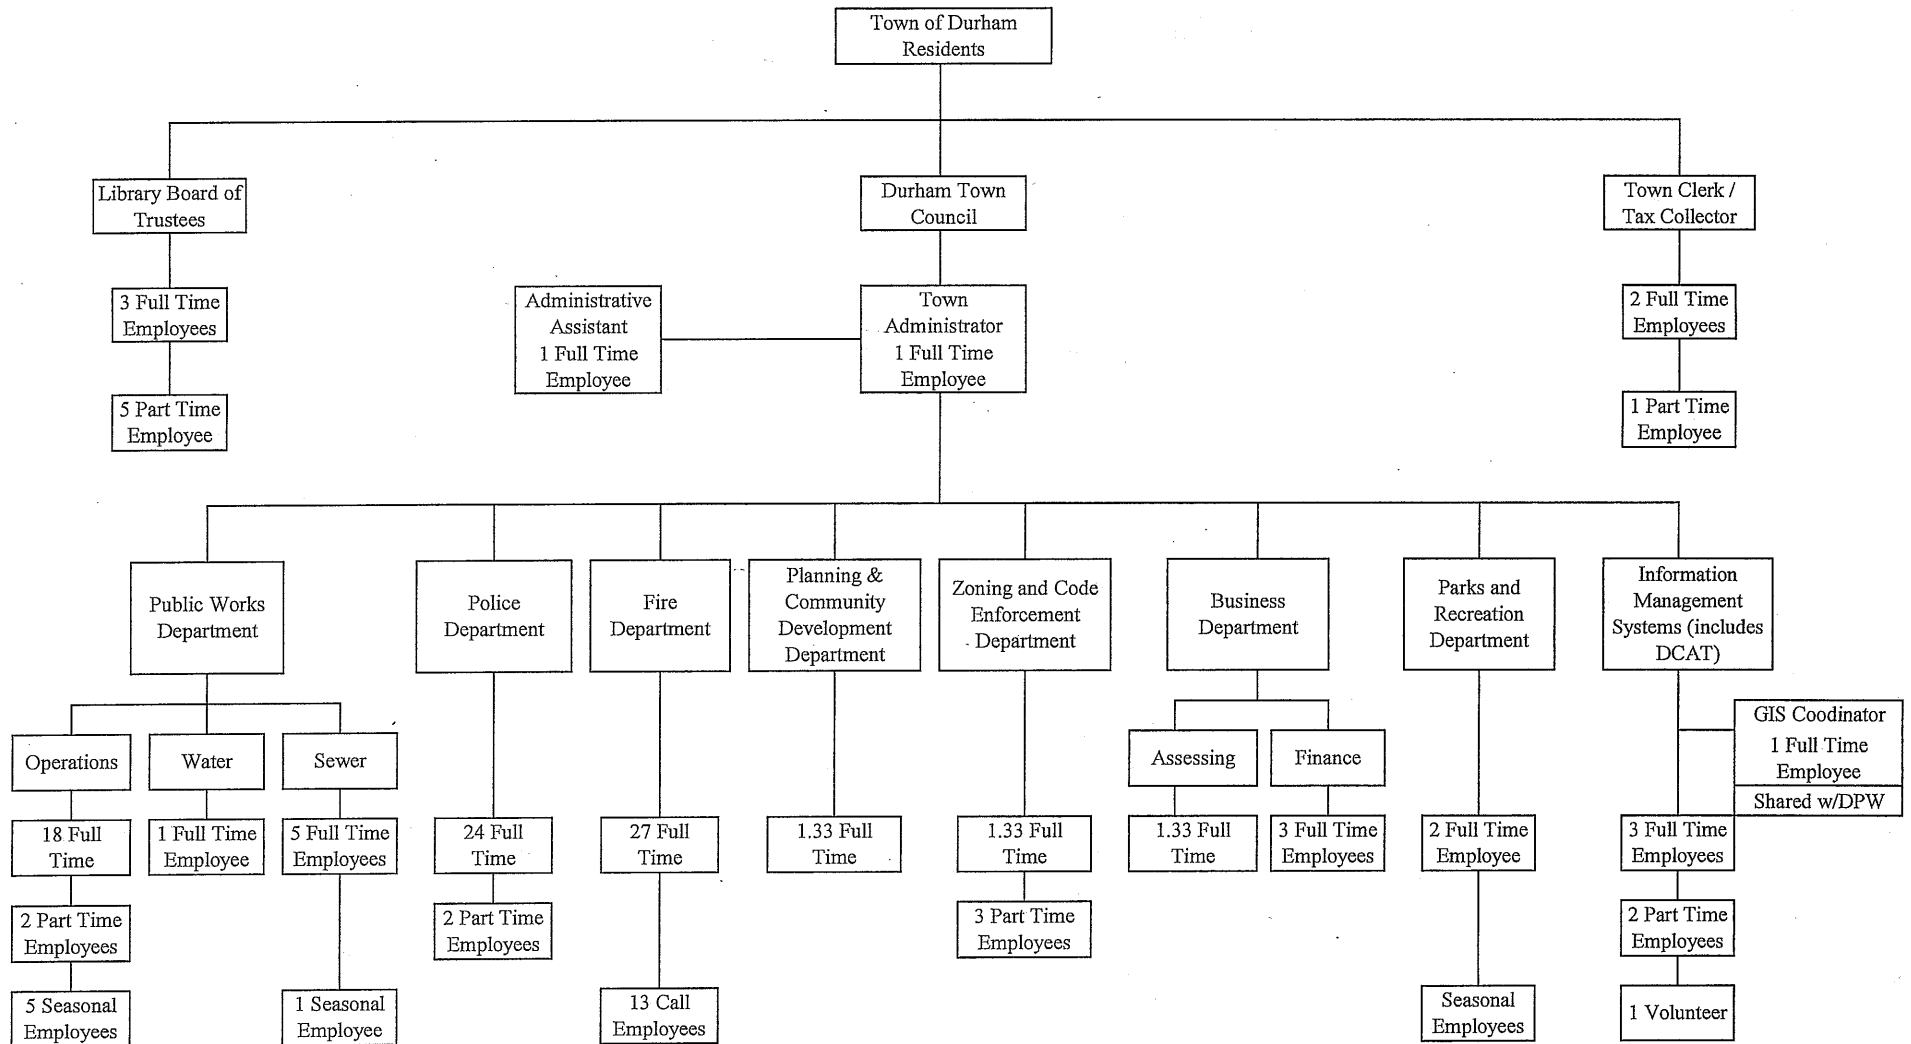 Town of Durham
Residents
Library Board of
Trustees
Durham Town
Council
Town Clerk /
Tax Collector
3 Full Time
Employees
Administrative
Assistant
1 Full Time
Employee
Town
Administrator
1 Full Time
Employee
2 Full Time
Employees
5 Part Time
Employee
1 Part Time
Employee
Public Works
Department
Police
Department
Fire
Department
Planning &
Community
Development
Department
Zoning and Code
Enforcement
Department
Business
Department
Parks and
Recreation
Department
Information
Management
Systems (includes
DCAT)
GIS Coodinator
1 Full Time
Employee
Shared w/DPW
Operations
Water
Sewer
Assessing
Finance
18 Full
Time
1 Full Time
Employee
5 Full Time
Employees
24 Full
Time
27 Full
Time
1.33 Full
Time
1.33 Full
Time
1.33 Full
Time
3 Full Time
Employees
2 Full Time
Employee
3 Full Time
Employees
2 Part Time
Employees
2 Part Time
Employees
3 Part Time
Employees
2 Part Time
Employees
5 Seasonal
Employees
1 Seasonal
Employee
13 Call
Employees
Seasonal
Employees
1 Volunteer